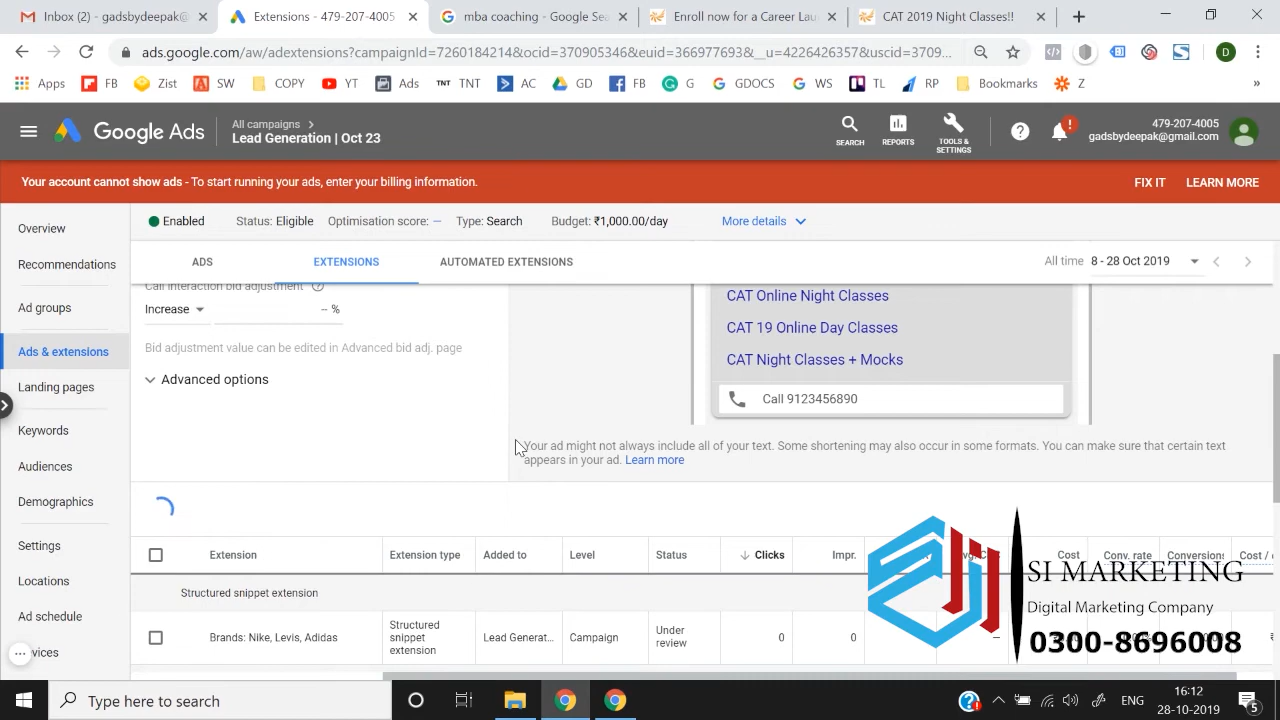 Inbox (2) - gadsbydeepak@
Extensions - 479-207-4005
mba coaching - Google Sea
Enroll now for a Career Lau
CAT 2019 Night Classes!!
ads.google.com/aw/adextensions?campaignId=7260184214&ocid=370905346&euid=366977693&__u=4226426357&uscid=3709...
D
Apps
FB
Zist
SW
COPY
YT
Ads
TNT
TNT
AC
GD
FB
G
GDOCS
WS
TL
RP
Bookmarks
Z
»
Google Ads
All campaigns >
Lead Generation | Oct 23
SEARCH
REPORTS
TOOLS & SETTINGS
479-207-4005
gadsbydeepak@gmail.com
Your account cannot show ads - To start running your ads, enter your billing information.
FIX IT
LEARN MORE
Enabled
Status: Eligible
Optimisation score: –
Type: Search
Budget: ₹1,000.00/day
More details
Overview
Recommendations
Ad groups
Ads & extensions
Landing pages
Keywords
Audiences
Demographics
Settings
Locations
Ad schedule
vices
ADS
EXTENSIONS
AUTOMATED EXTENSIONS
All time
8 - 28 Oct 2019
Call interaction bid adjustment
Increase
– %
Bid adjustment value can be edited in Advanced bid adj. page
Advanced options
CAT Online Night Classes
CAT 19 Online Day Classes
CAT Night Classes + Mocks
Call 9123456890
Your ad might not always include all of your text. Some shortening may also occur in some formats. You can make sure that certain text
appears in your ad. Learn more
Extension
Extension type
Added to
Level
Status
Clicks
Impr.
Cost
Conv. rate
Conversions
Cost /
Structured snippet extension
Brands: Nike, Levis, Adidas
Structured
snippet
extension
Lead Generat...
Campaign
Under
review
0
0
–
SI MARKETING
Digital Marketing Company
0300-8696008
Type here to search
ENG
16:12
28-10-2019
5